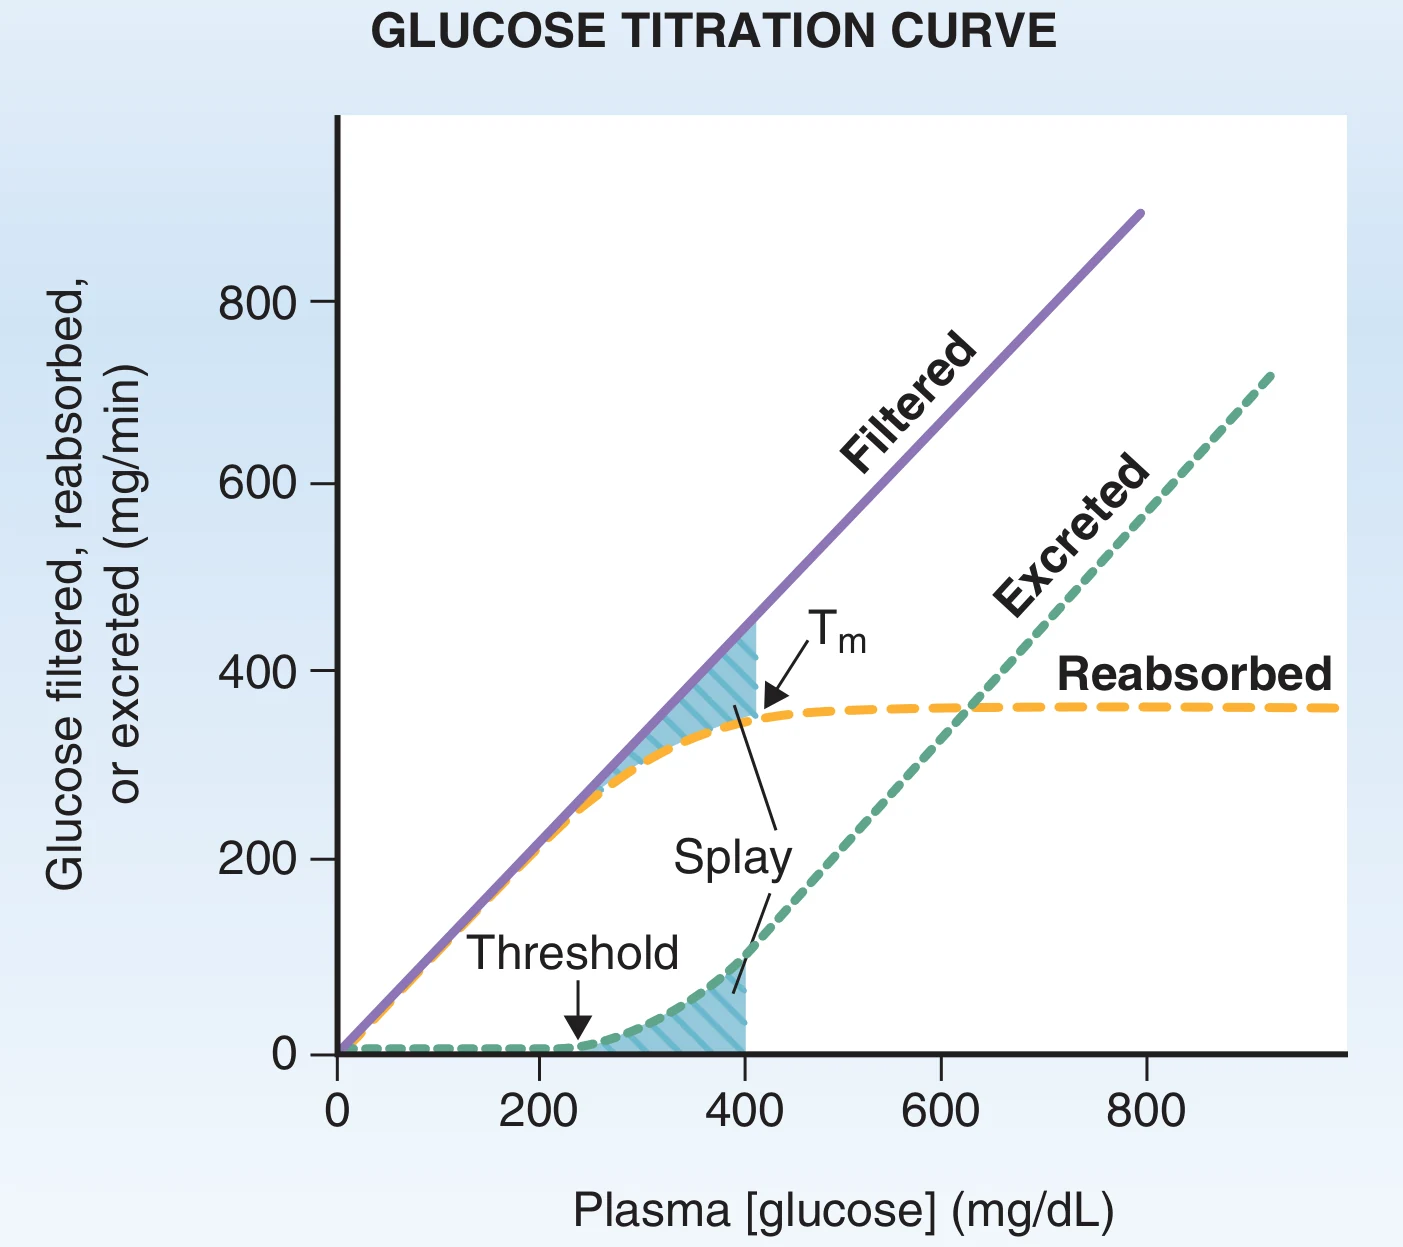 GLUCOSE TITRATION CURVE
Glucose filtered, reabsorbed,
or excreted (mg/min)
800
600
400
200
0
Filtered
Excreted
Tm
Reabsorbed
Splay
Threshold
0 200 400 600 800
Plasma [glucose] (mg/dL)